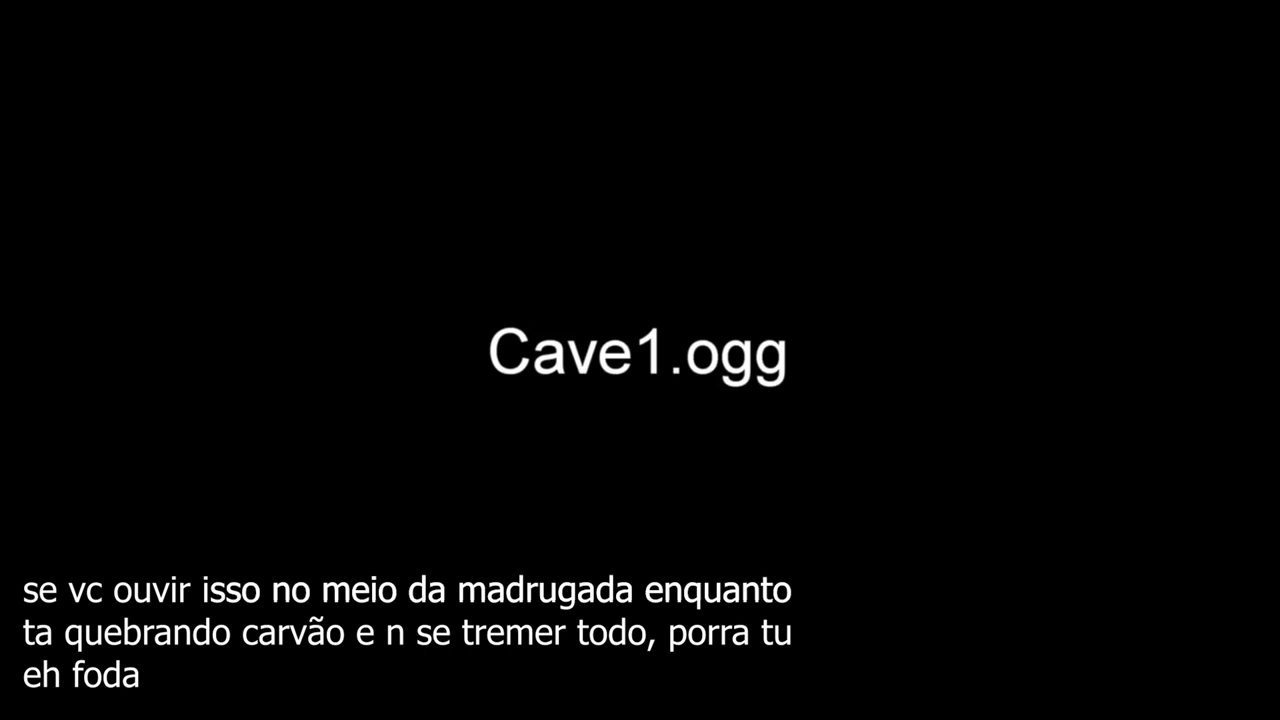 Cave1.ogg
se vc ouvir isso no meio da madrugada enquanto
ta quebrando carvão e n se tremer todo, porra tu
eh foda